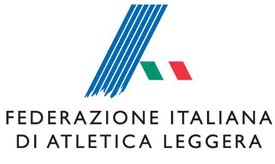 FEDERAZIONE ITALIANA
DI ATLETICA LEGGERA